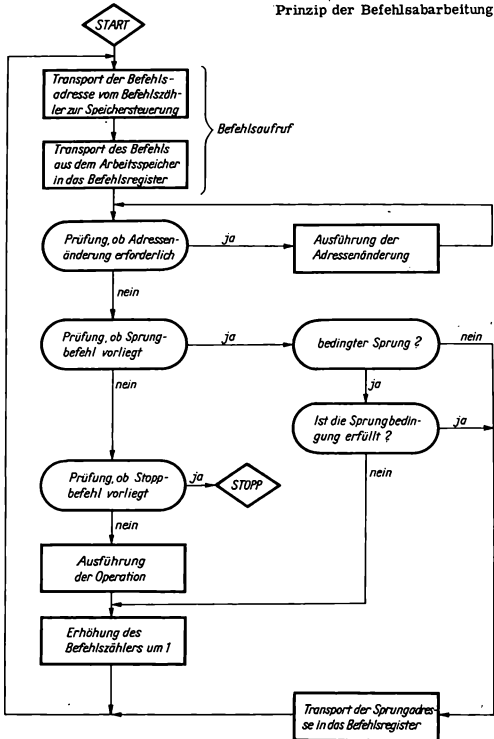 Prinzip der Befehlsabarbeitung
START
Transport der Befehls-
adresse vom Befehlszäh-
ler zur Speichersteuerung
Befehlsaufruf
Transport des Befehls
aus dem Arbeitsspeicher
in das Befehlsregister
Prüfung, ob Adressen-
änderung erforderlich
ja
Ausführung der
Adressenänderung
nein
Prüfung, ob Sprung-
befehl vorliegt
ja
bedingter Sprung ?
nein
nein
ja
Ist die Sprungbedin-
gung erfüllt ?
ja
nein
Prüfung, ob Stopp-
befehl vorliegt
ja
STOPP
nein
Ausführung
der Operation
Erhöhung des
Befehlszählers um 1
Transport der Sprungadres-
se in das Befehlsregister